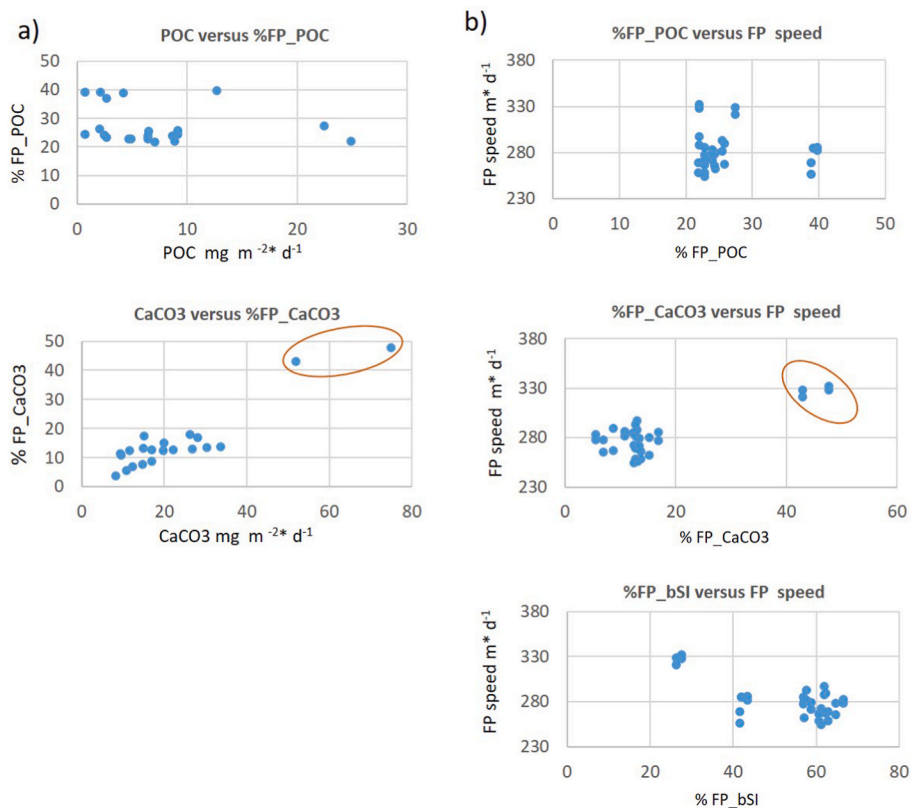 a)
POC versus %FP_POC
% FP_POC
50
40
30
20
10
0
0 10 20 30
POC mg m -2* d-1
CaCO3 versus %FP_CaCO3
% FP_CaCO3
50
40
30
20
10
0
0 20 40 60 80
CaCO3 mg m -2* d-1
b)
%FP_POC versus FP speed
FP speed m* d-1
380
330
280
230
0 10 20 30 40 50
% FP_POC
%FP_CaCO3 versus FP speed
FP speed m* d-1
380
330
280
230
0 20 40 60
% FP_CaCO3
%FP_bSI versus FP speed
FP speed m* d-1
380
330
280
230
0 20 40 60 80
% FP_bSI